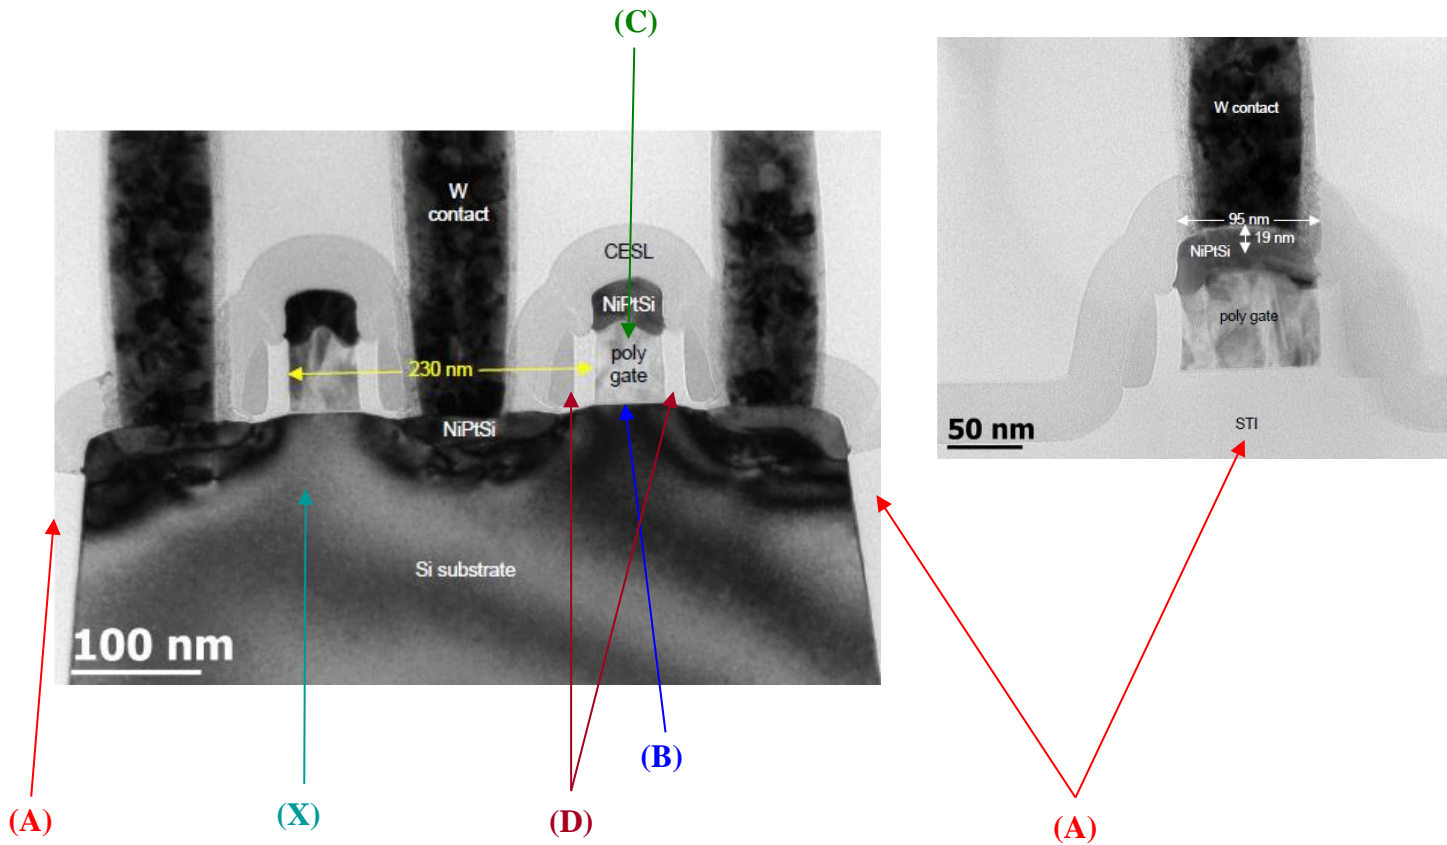 (C)
W
contact
CESL
NiPtSi
poly
gate
230 nm
NiPtSi
Si substrate
100 nm
W contact
95 nm
19 nm
NiPtSi
poly gate
STI
50 nm
(B)
(A)
(X)
(D)
(A)